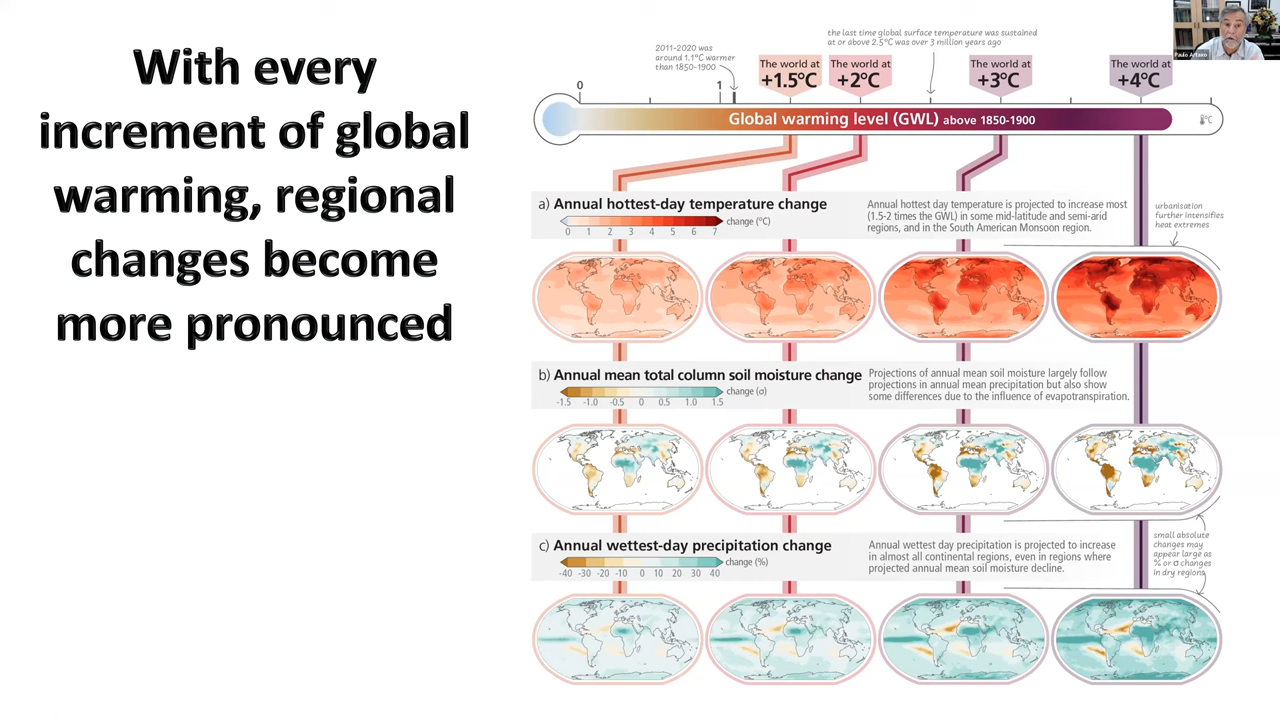 With every
increment of global
warming, regional
changes become
more pronounced
Paulo Artaxo
the last time global surface temperature was sustained
at or above 2.5°C was over 3 million years ago
2011-2020 was
around 1.1°C warmer
than 1850-1900
The world at
+1.5°C
The world at
+2°C
The world at
+3°C
The world at
+4°C
0
1
Global warming level (GWL) above 1850-1900
°C
a) Annual hottest-day temperature change
change (°C)
0 1 2 3 4 5 6 7
Annual hottest day temperature is projected to increase most
(1.5-2 times the GWL) in some mid-latitude and semi-arid
regions, and in the South American Monsoon region.
urbanisation
further intensifies
heat extremes
b) Annual mean total column soil moisture change
change (σ)
-1.5 -1.0 -0.5 0 0.5 1.0 1.5
Projections of annual mean soil moisture largely follow
projections in annual mean precipitation but also show
some differences due to the influence of evapotranspiration.
c) Annual wettest-day precipitation change
change (%)
-40 -30 -20 -10 0 10 20 30 40
Annual wettest day precipitation is projected to increase
in almost all continental regions, even in regions where
projected annual mean soil moisture decline.
small absolute
changes may
appear large as
% or σ changes
in dry regions